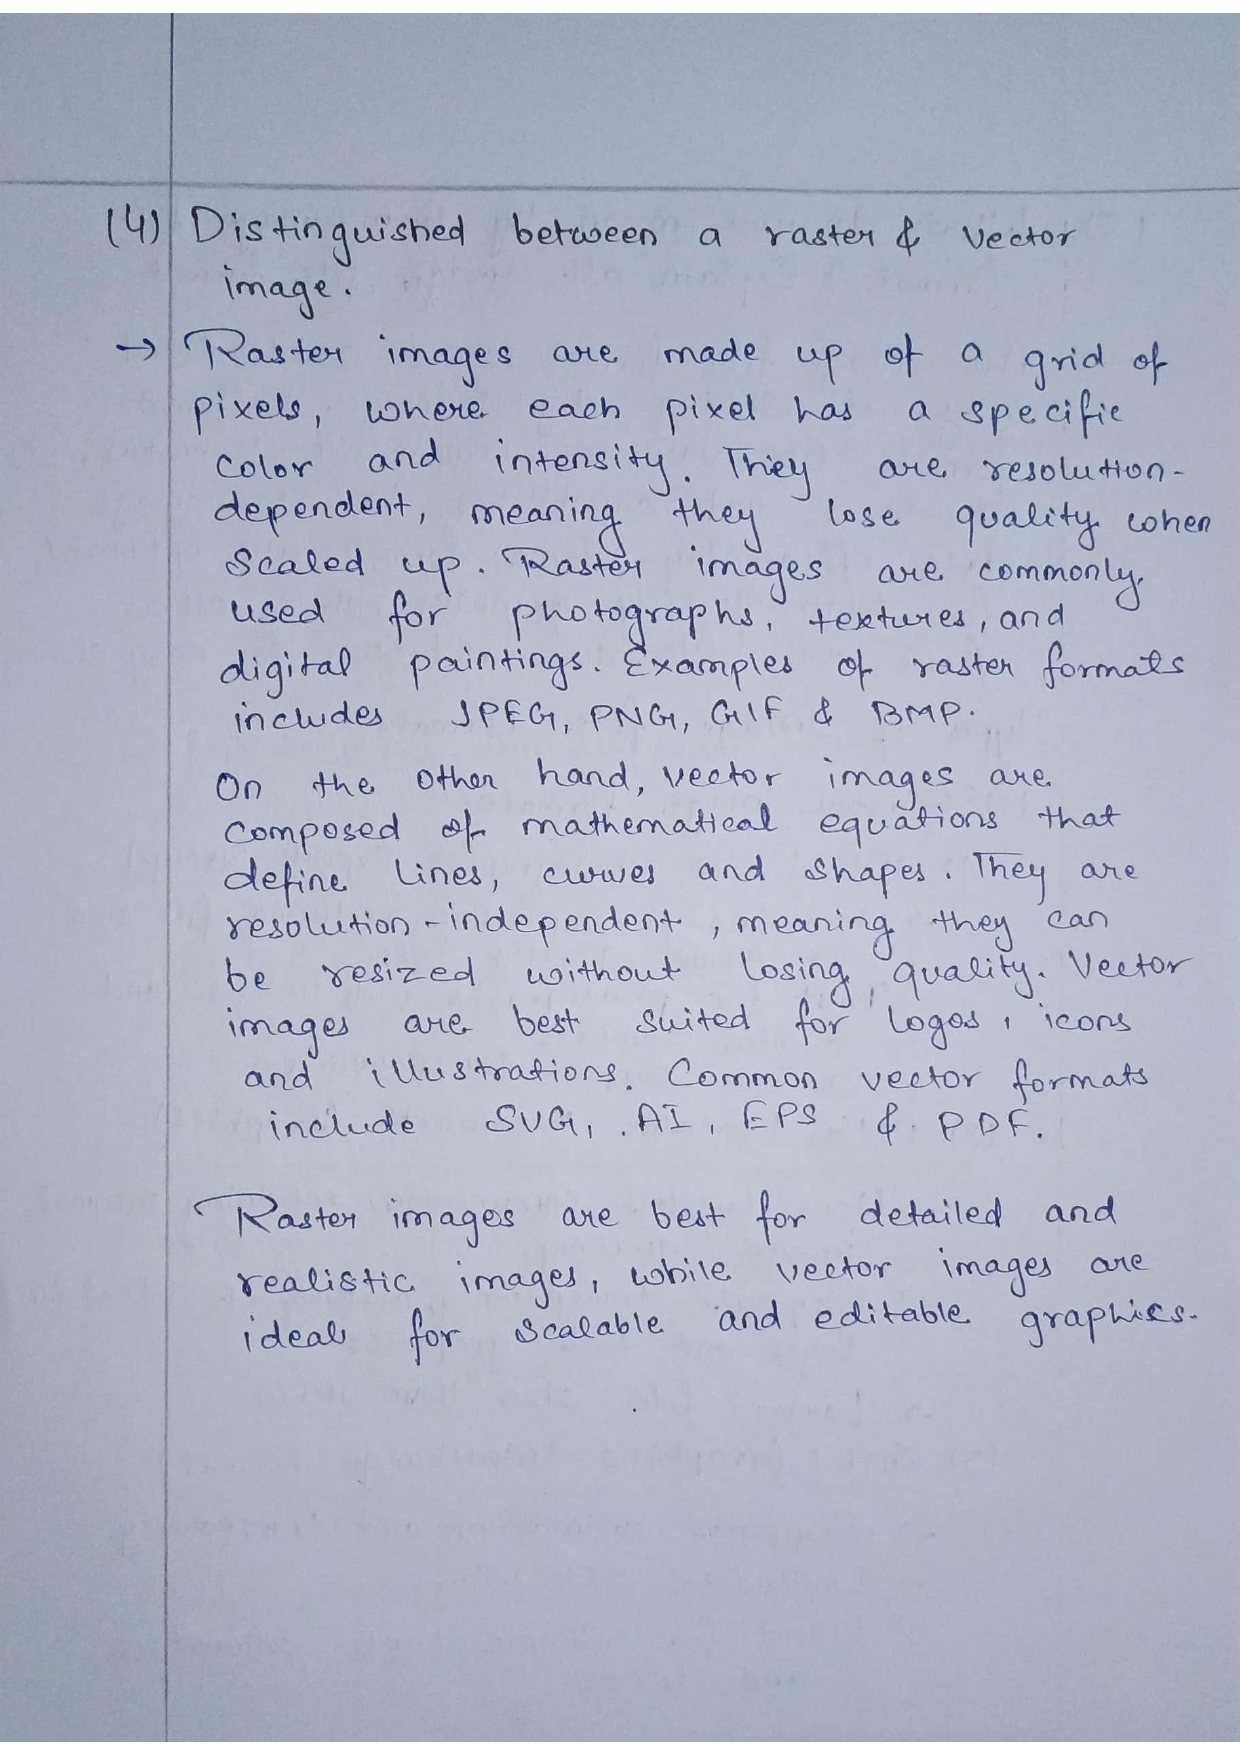 (4) Distinguished between a raster & vector
image.
→ Raster images are made up of a grid of
pixels, where each pixel has a specific
color and intensity. They are resolution-
dependent, meaning they lose quality when
scaled up. Raster images are commonly
used for photographs, textures, and
digital paintings. Examples of raster formats
includes JPEG, PNG, GIF & BMP.
On the other hand, vector images are
composed of mathematical equations that
define lines, curves and shapes. They are
resolution-independent, meaning they can
be resized without losing quality. Vector
images are best suited for logos, icons
and illustrations. Common vector formats
include SVG, AI, EPS & PDF.
Raster images are best for detailed and
realistic images, while vector images are
ideal for scalable and editable graphics.